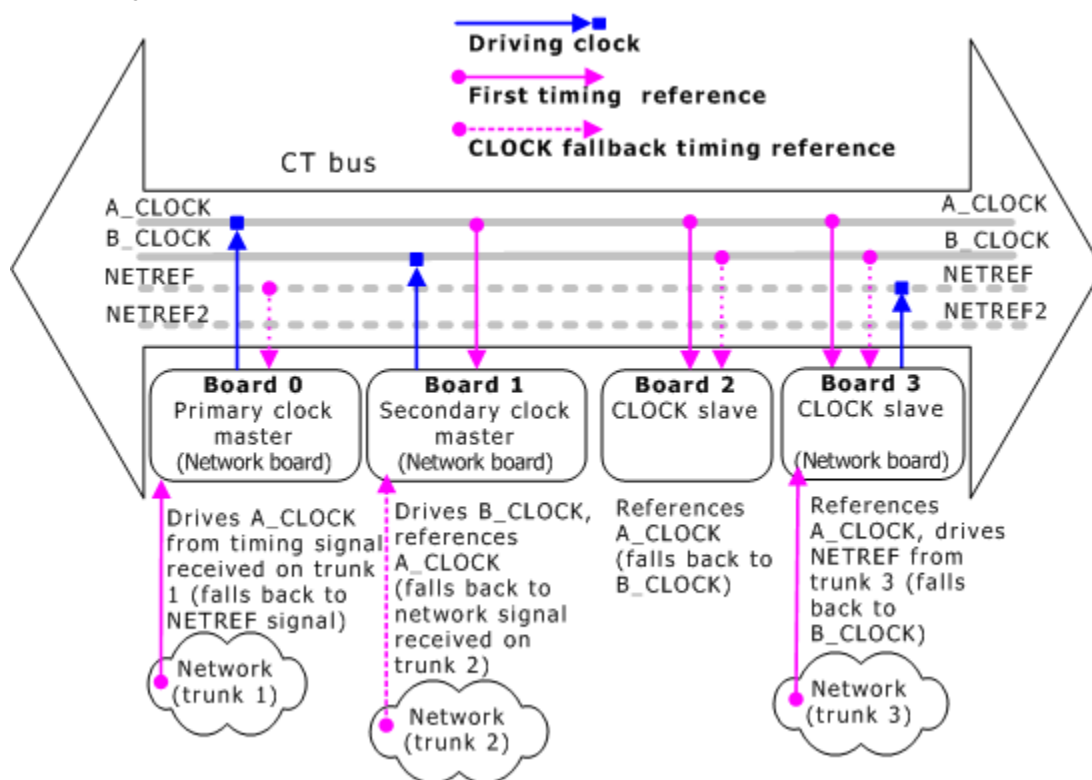 Driving clock
First timing reference
CLOCK fallback timing reference
CT bus
A_CLOCK
A_CLOCK
B_CLOCK
B_CLOCK
NETREF
NETREF
NETREF2
NETREF2
Board 0
Primary clock
master
(Network board)
Board 1
Secondary clock
master
(Network board)
Board 2
CLOCK slave
Board 3
CLOCK slave
(Network board)
Drives A_CLOCK
from timing signal
received on trunk
1 (falls back to
NETREF signal)
Drives B_CLOCK,
references
A_CLOCK
(falls back to
network signal
received on
trunk 2)
References
A_CLOCK
(falls back to
B_CLOCK)
References
A_CLOCK, drives
NETREF from
trunk 3 (falls
back to
B_CLOCK)
Network
(trunk 1)
Network
(trunk 2)
Network
(trunk 3)